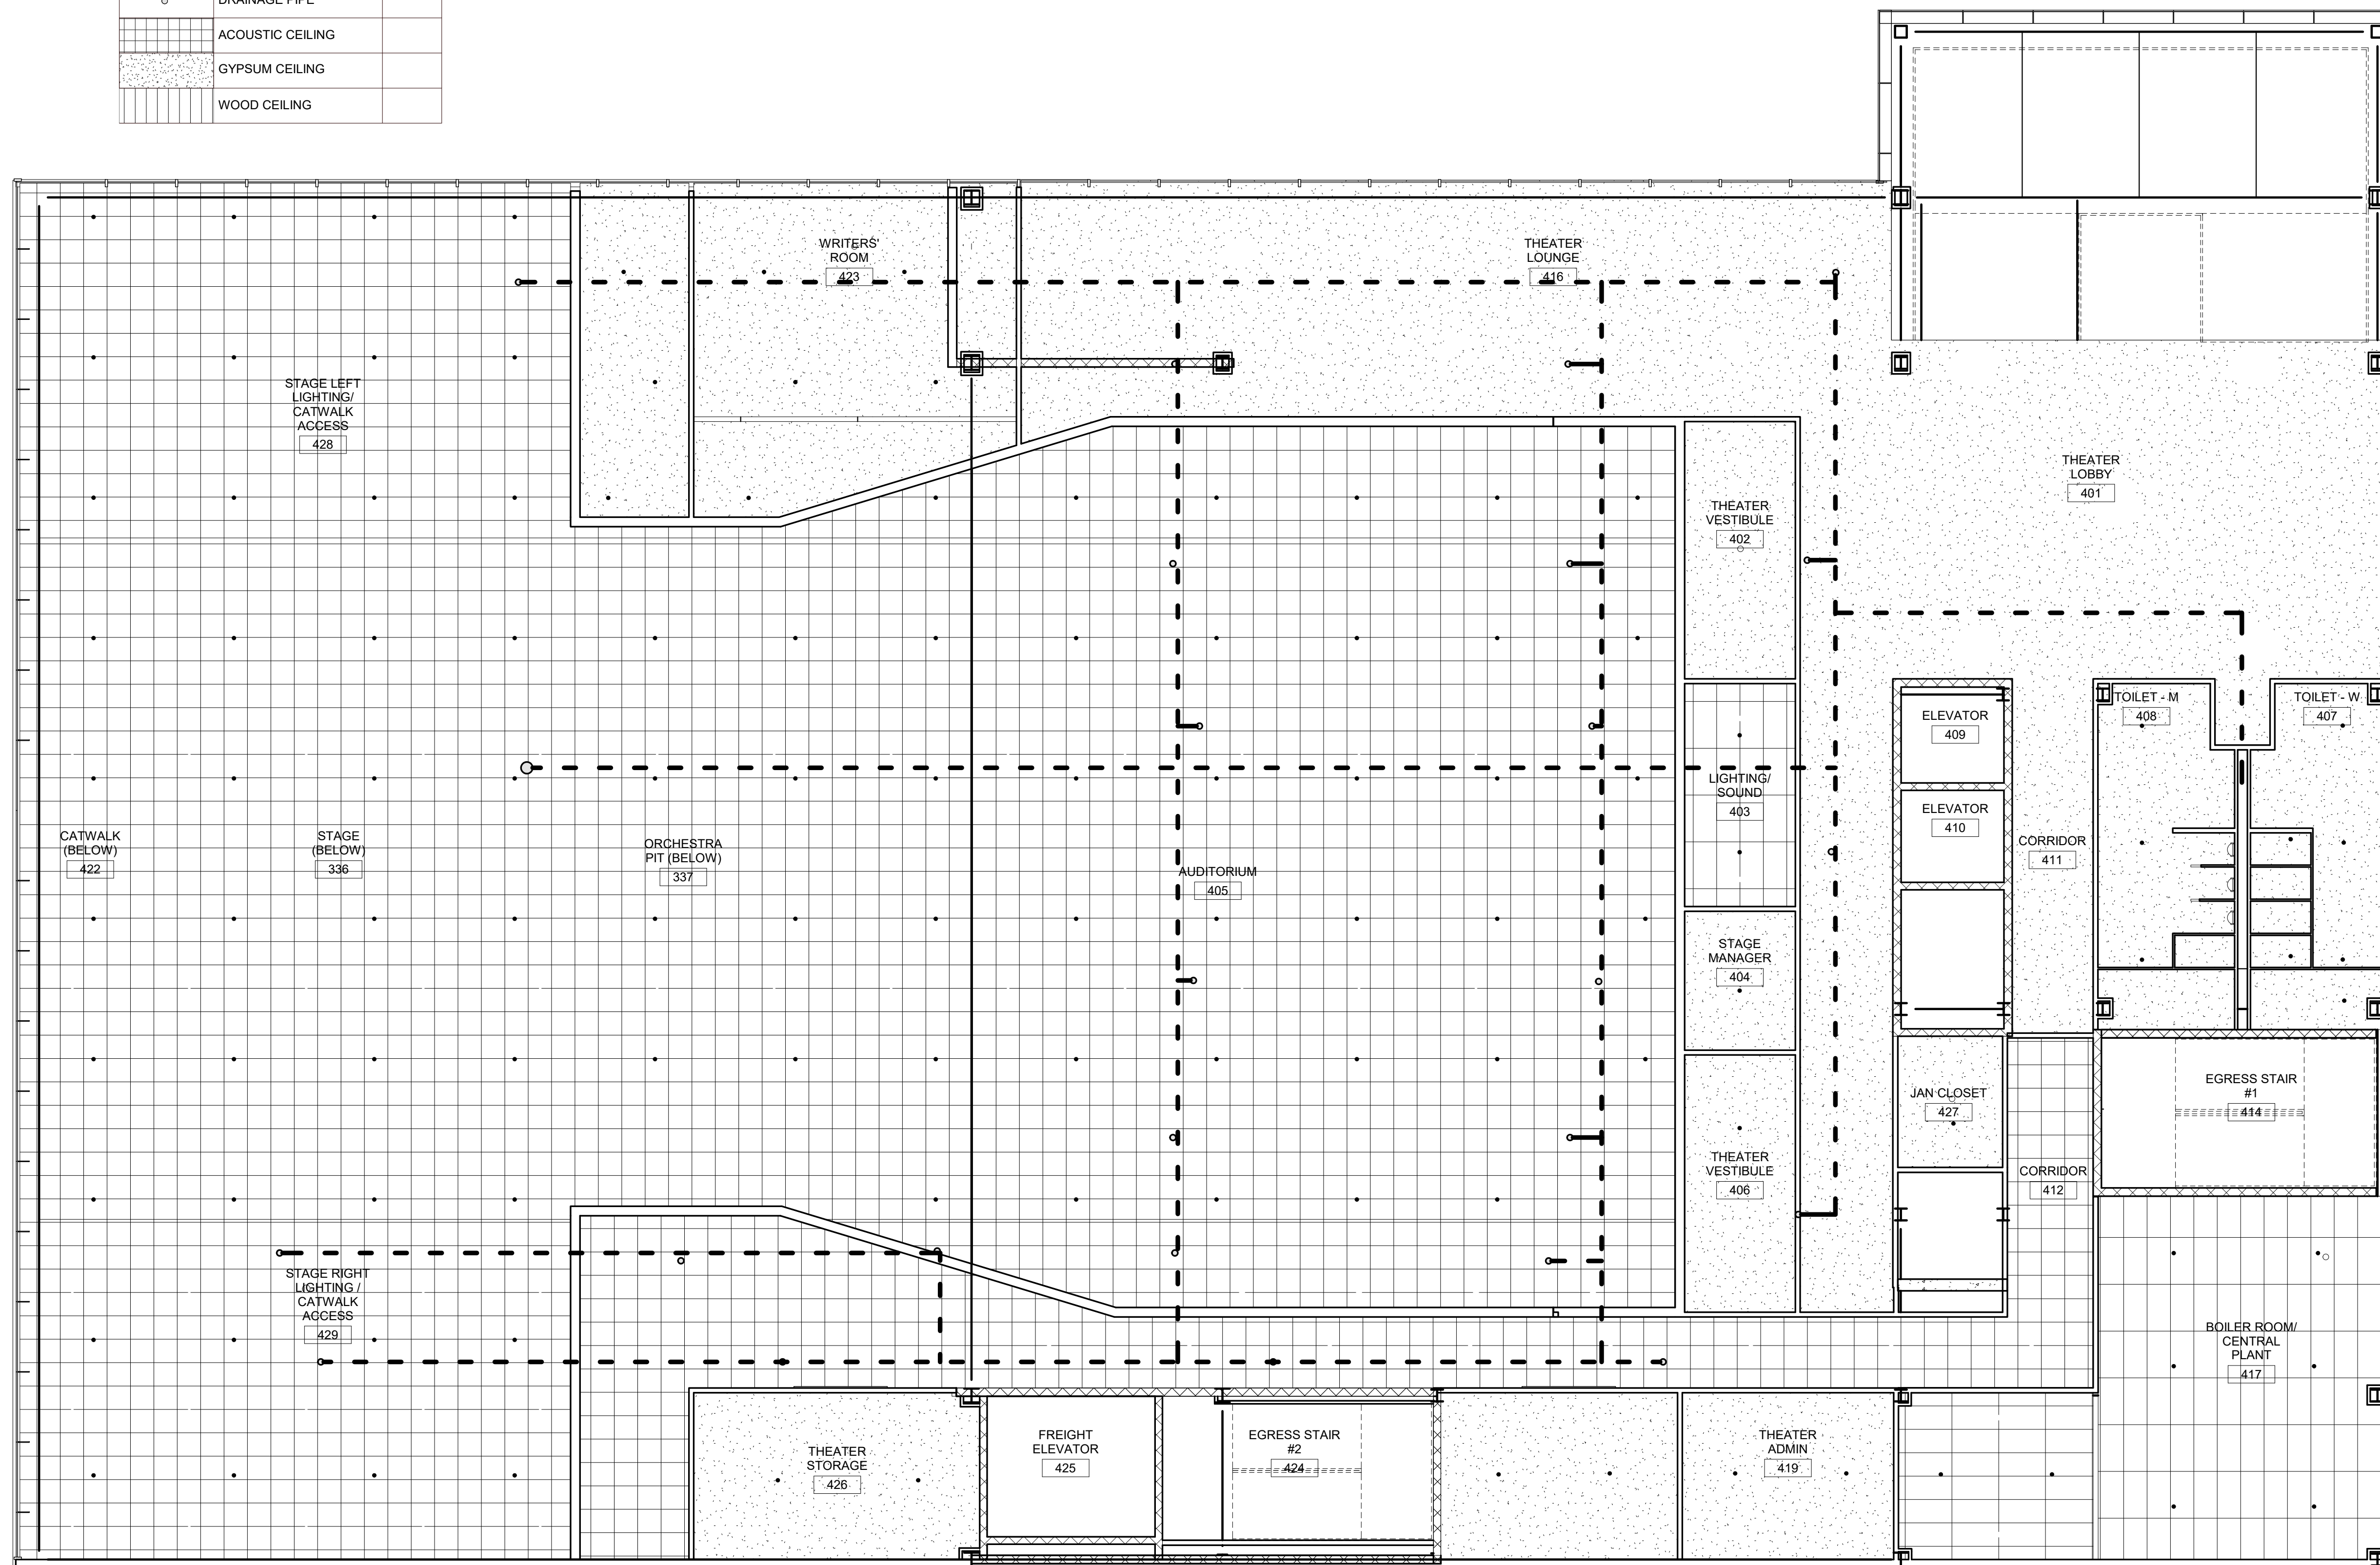 DRAINAGE PIPE
ACOUSTIC CEILING
GYPSUM CEILING
WOOD CEILING
WRITERS'
ROOM
423
THEATER
LOUNGE
416
STAGE LEFT
LIGHTING/
CATWALK
ACCESS
428
THEATER
LOBBY
401
THEATER
VESTIBULE
402
TOILET - M
408
TOILET - W
407
ELEVATOR
409
LIGHTING/
SOUND
403
ELEVATOR
410
CATWALK
(BELOW)
422
STAGE
(BELOW)
336
ORCHESTRA
PIT (BELOW)
337
AUDITORIUM
405
CORRIDOR
411
STAGE
MANAGER
404
JAN CLOSET
427
EGRESS STAIR
#1
414
THEATER
VESTIBULE
406
CORRIDOR
412
STAGE RIGHT
LIGHTING /
CATWALK
ACCESS
429
BOILER ROOM/
CENTRAL
PLANT
417
THEATER
STORAGE
426
FREIGHT
ELEVATOR
425
EGRESS STAIR
#2
424
THEATER
ADMIN
419